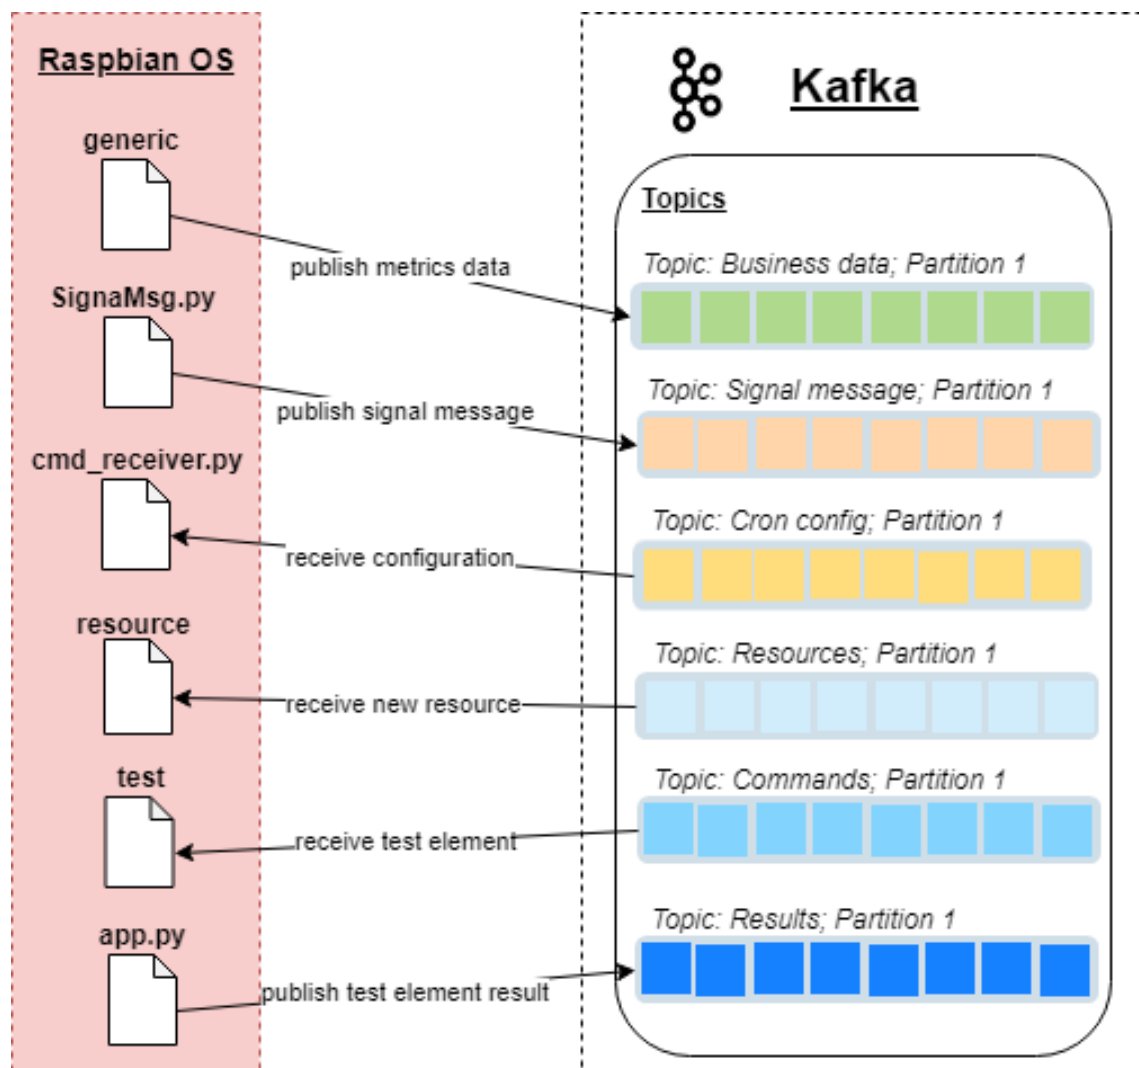 Raspbian OS
Kafka
generic
Topics
publish metrics data
Topic: Business data; Partition 1
SignaMsg.py
publish signal message
Topic: Signal message; Partition 1
cmd_receiver.py
receive configuration
Topic: Cron config; Partition 1
resource
receive new resource
Topic: Resources; Partition 1
test
receive test element
Topic: Commands; Partition 1
app.py
publish test element result
Topic: Results; Partition 1